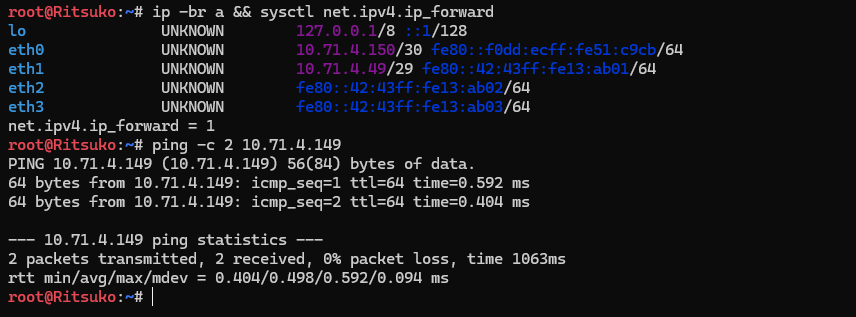 root@Ritsuko:~# ip -br a && sysctl net.ipv4.ip_forward
lo               UNKNOWN        127.0.0.1/8 ::1/128
eth0             UNKNOWN        10.71.4.150/30 fe80::f0dd:ecff:fe51:c9cb/64
eth1             UNKNOWN        10.71.4.49/29 fe80::42:43ff:fe13:ab01/64
eth2             UNKNOWN        fe80::42:43ff:fe13:ab02/64
eth3             UNKNOWN        fe80::42:43ff:fe13:ab03/64
net.ipv4.ip_forward = 1
root@Ritsuko:~# ping -c 2 10.71.4.149
PING 10.71.4.149 (10.71.4.149) 56(84) bytes of data.
64 bytes from 10.71.4.149: icmp_seq=1 ttl=64 time=0.592 ms
64 bytes from 10.71.4.149: icmp_seq=2 ttl=64 time=0.404 ms

--- 10.71.4.149 ping statistics ---
2 packets transmitted, 2 received, 0% packet loss, time 1063ms
rtt min/avg/max/mdev = 0.404/0.498/0.592/0.094 ms
root@Ritsuko:~#